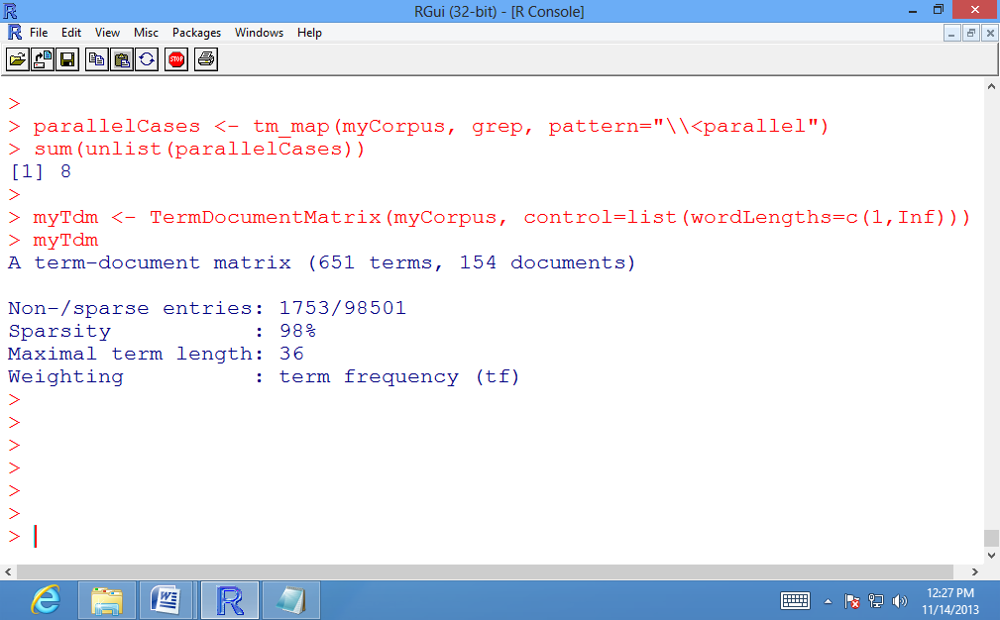 RGui (32-bit) - [R Console]
File Edit View Misc Packages Windows Help
STOP
>
> parallelCases <- tm_map(myCorpus, grep, pattern="\\<parallel")
> sum(unlist(parallelCases))
[1] 8
>
> myTdm <- TermDocumentMatrix(myCorpus, control=list(wordLengths=c(1,Inf)))
> myTdm
A term-document matrix (651 terms, 154 documents)
Non-/sparse entries: 1753/98501
Sparsity           : 98%
Maximal term length: 36
Weighting          : term frequency (tf)
>
>
>
>
>
>
>
12:27 PM
11/14/2013